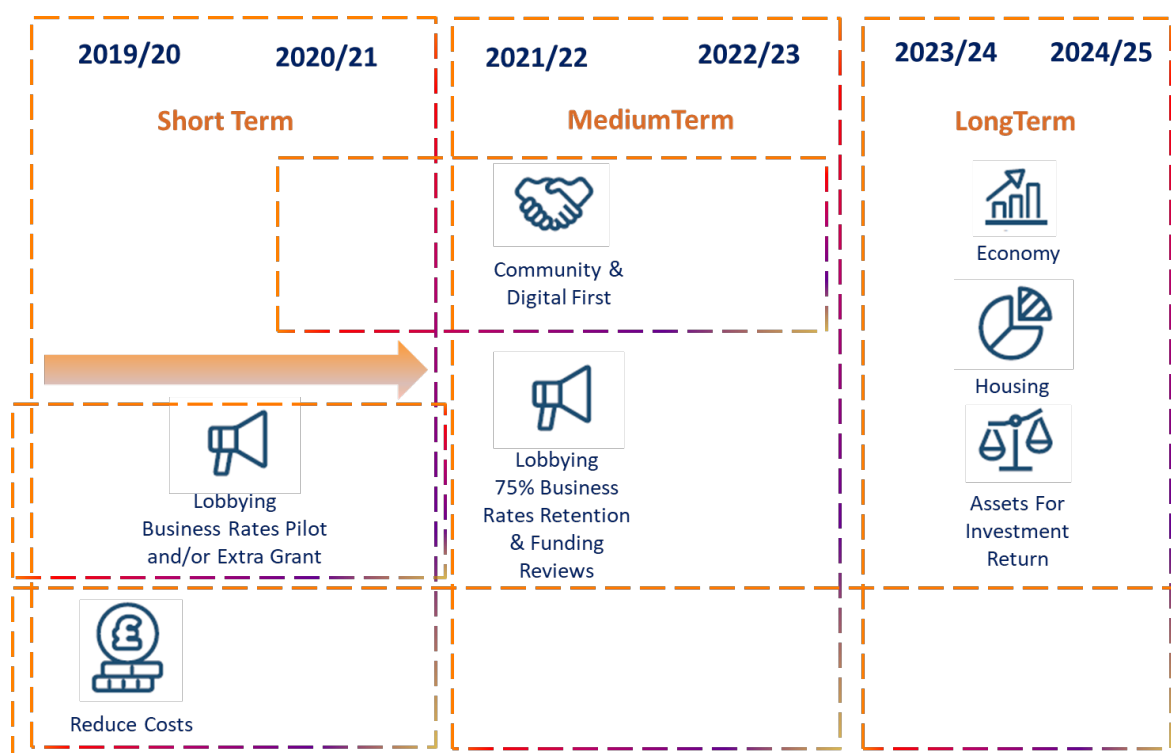 2019/20
2020/21
Short Term
Lobbying
Business Rates Pilot
and/or Extra Grant
£
Reduce Costs
2021/22
2022/23
MediumTerm
Community &
Digital First
Lobbying
75% Business
Rates Retention
& Funding
Reviews
2023/24
2024/25
LongTerm
Economy
Housing
Assets For
Investment
Return